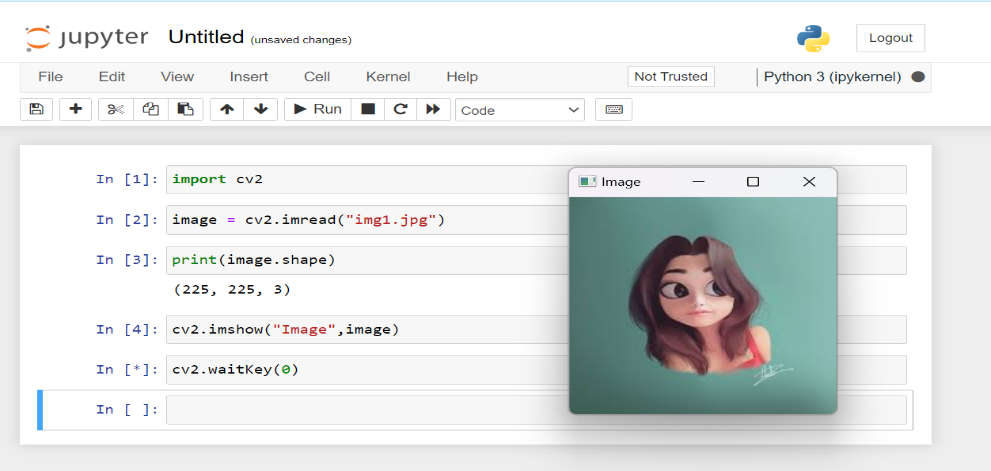 jupyter Untitled (unsaved changes) Logout
File Edit View Insert Cell Kernel Help Not Trusted Python 3 (ipykernel)
Run Code
In [1]: import cv2
In [2]: image = cv2.imread("img1.jpg")
In [3]: print(image.shape)
(225, 225, 3)
In [4]: cv2.imshow("Image",image)
In [*]: cv2.waitKey(0)
In [ ]:
Image